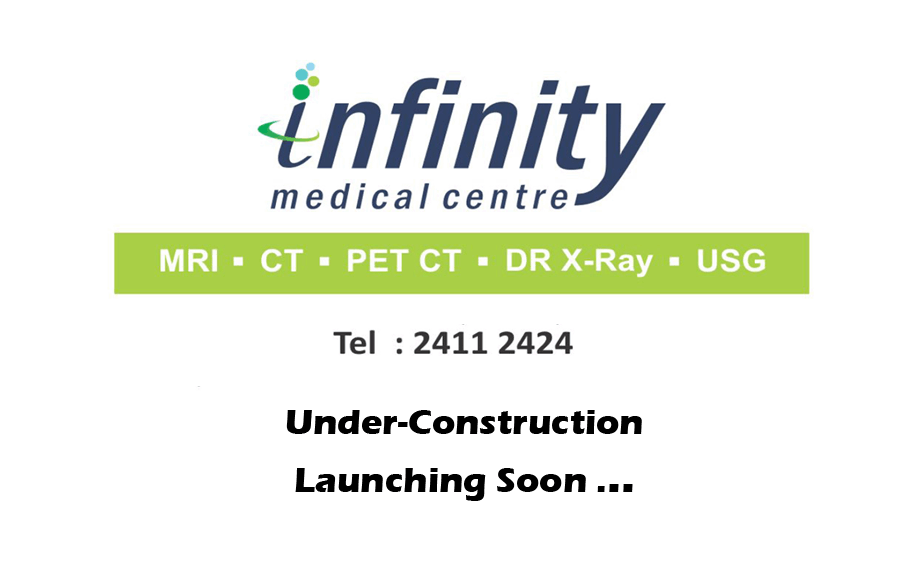 infinity
medical centre
MRI ▪ CT ▪ PET CT ▪ DR X-Ray ▪ USG
Tel : 2411 2424
Under-Construction
Launching Soon ...